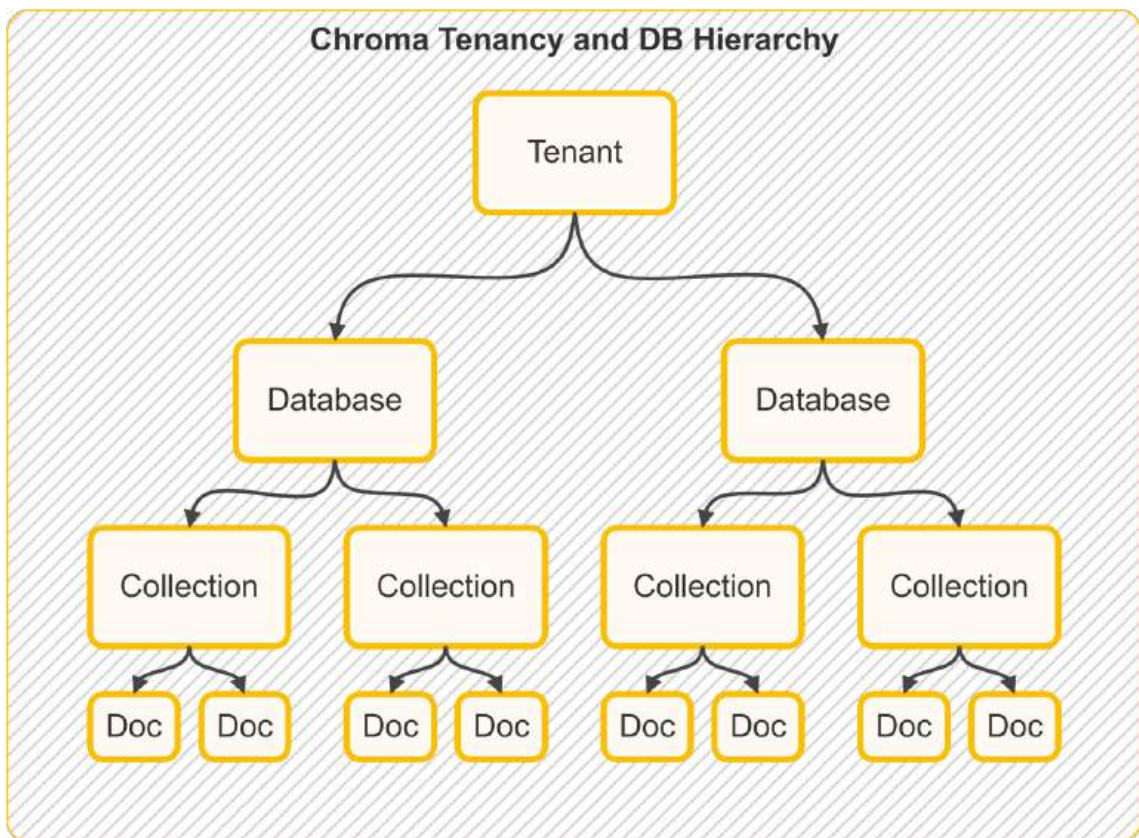 Chroma Tenancy and DB Hierarchy
Tenant
Database Database
Collection Collection Collection Collection
Doc Doc Doc Doc Doc Doc Doc Doc